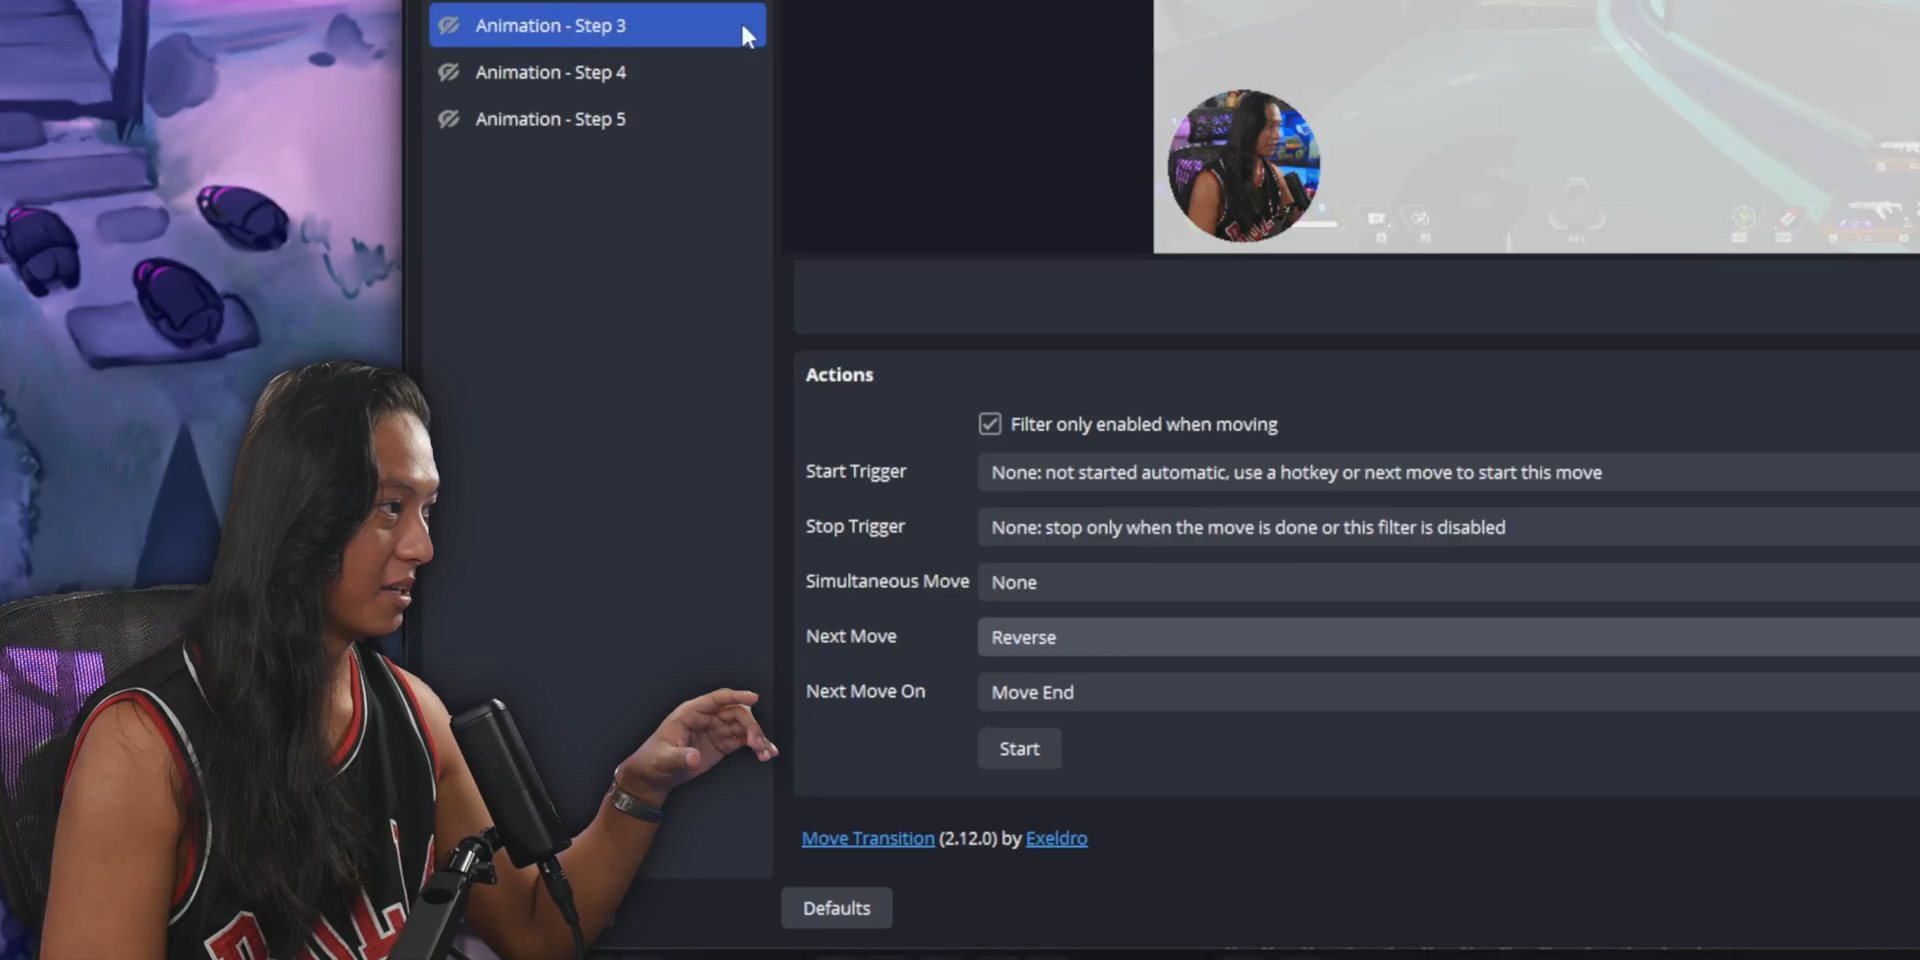 Animation - Step 3
Animation - Step 4
Animation - Step 5
Actions
Filter only enabled when moving
Start Trigger
None: not started automatic, use a hotkey or next move to start this move
Stop Trigger
None: stop only when the move is done or this filter is disabled
Simultaneous Move
None
Next Move
Reverse
Next Move On
Move End
Start
Move Transition (2.12.0) by Exeldro
Defaults